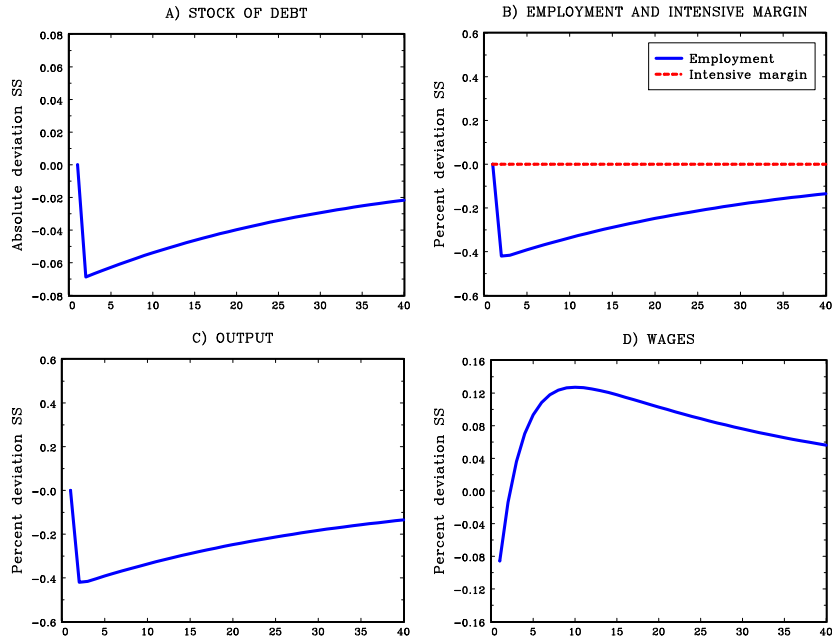 A) STOCK OF DEBT
Absolute deviation SS
0.08
0.06
0.04
0.02
0.00
-0.02
-0.04
-0.06
-0.08
0 5 10 15 20 25 30 35 40
B) EMPLOYMENT AND INTENSIVE MARGIN
Percent deviation SS
0.6
0.4
0.2
-0.0
-0.2
-0.4
-0.6
Employment
Intensive margin
0 5 10 15 20 25 30 35 40
C) OUTPUT
Percent deviation SS
0.6
0.4
0.2
-0.0
-0.2
-0.4
-0.6
0 5 10 15 20 25 30 35 40
D) WAGES
Percent deviation SS
0.16
0.12
0.08
0.04
0.00
-0.04
-0.08
-0.12
-0.16
0 5 10 15 20 25 30 35 40